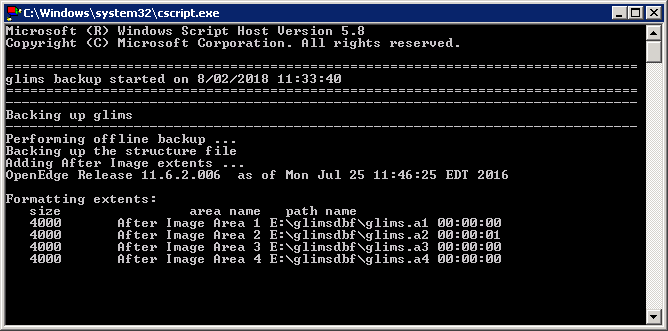 C:\Windows\system32\cscript.exe
Microsoft (R) Windows Script Host Version 5.8
Copyright (C) Microsoft Corporation. All rights reserved.
===============================================================================
glims backup started on 8/02/2018 11:33:40
===============================================================================
-------------------------------------------------------------------------------
Backing up glims
-------------------------------------------------------------------------------
Performing offline backup ...
Backing up the structure file
Adding After Image extents ...
OpenEdge Release 11.6.2.006  as of Mon Jul 25 11:46:25 EDT 2016
Formatting extents:
   size                area name   path name
   4000       After Image Area 1 E:\glimsdbf\glims.a1 00:00:00
   4000       After Image Area 2 E:\glimsdbf\glims.a2 00:00:01
   4000       After Image Area 3 E:\glimsdbf\glims.a3 00:00:00
   4000       After Image Area 4 E:\glimsdbf\glims.a4 00:00:00